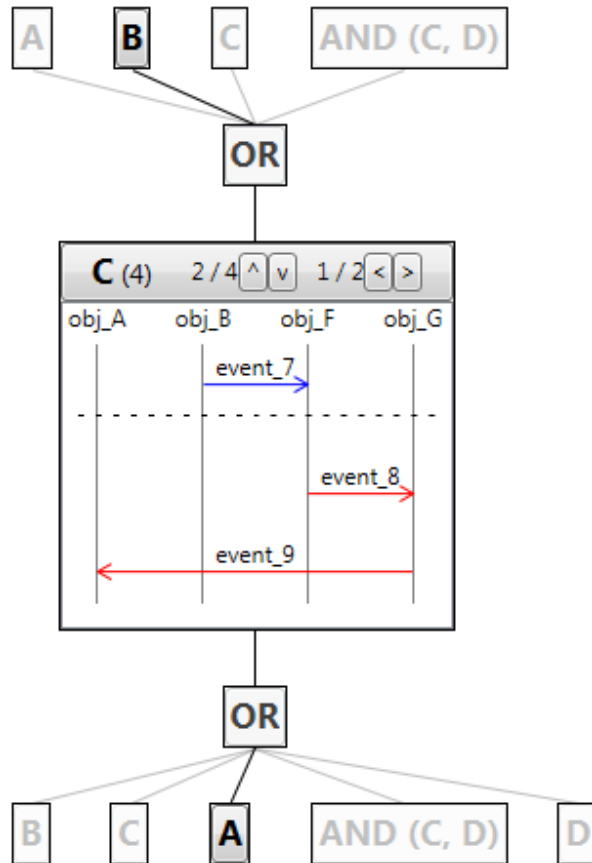 A B C AND (C, D)
OR
C (4) 2 / 4 ^ v 1 / 2 < >
obj_A obj_B obj_F obj_G
event_7
event_8
event_9
OR
B C A AND (C, D) D